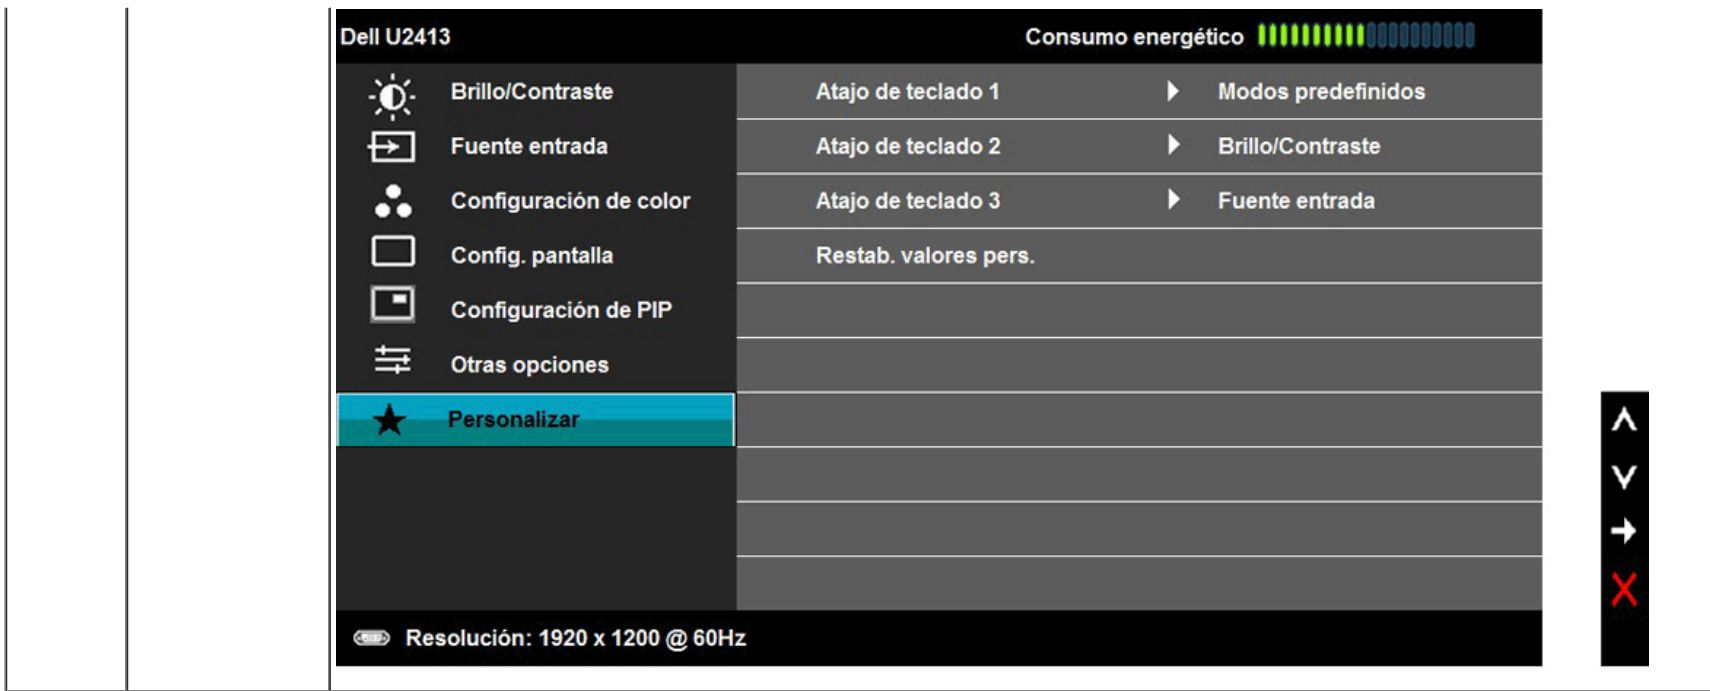 Dell U2413
Consumo energético
Brillo/Contraste
Atajo de teclado 1
Modos predefinidos
Fuente entrada
Atajo de teclado 2
Brillo/Contraste
Configuración de color
Atajo de teclado 3
Fuente entrada
Config. pantalla
Restab. valores pers.
Configuración de PIP
Otras opciones
Personalizar
Resolución: 1920 x 1200 @ 60Hz